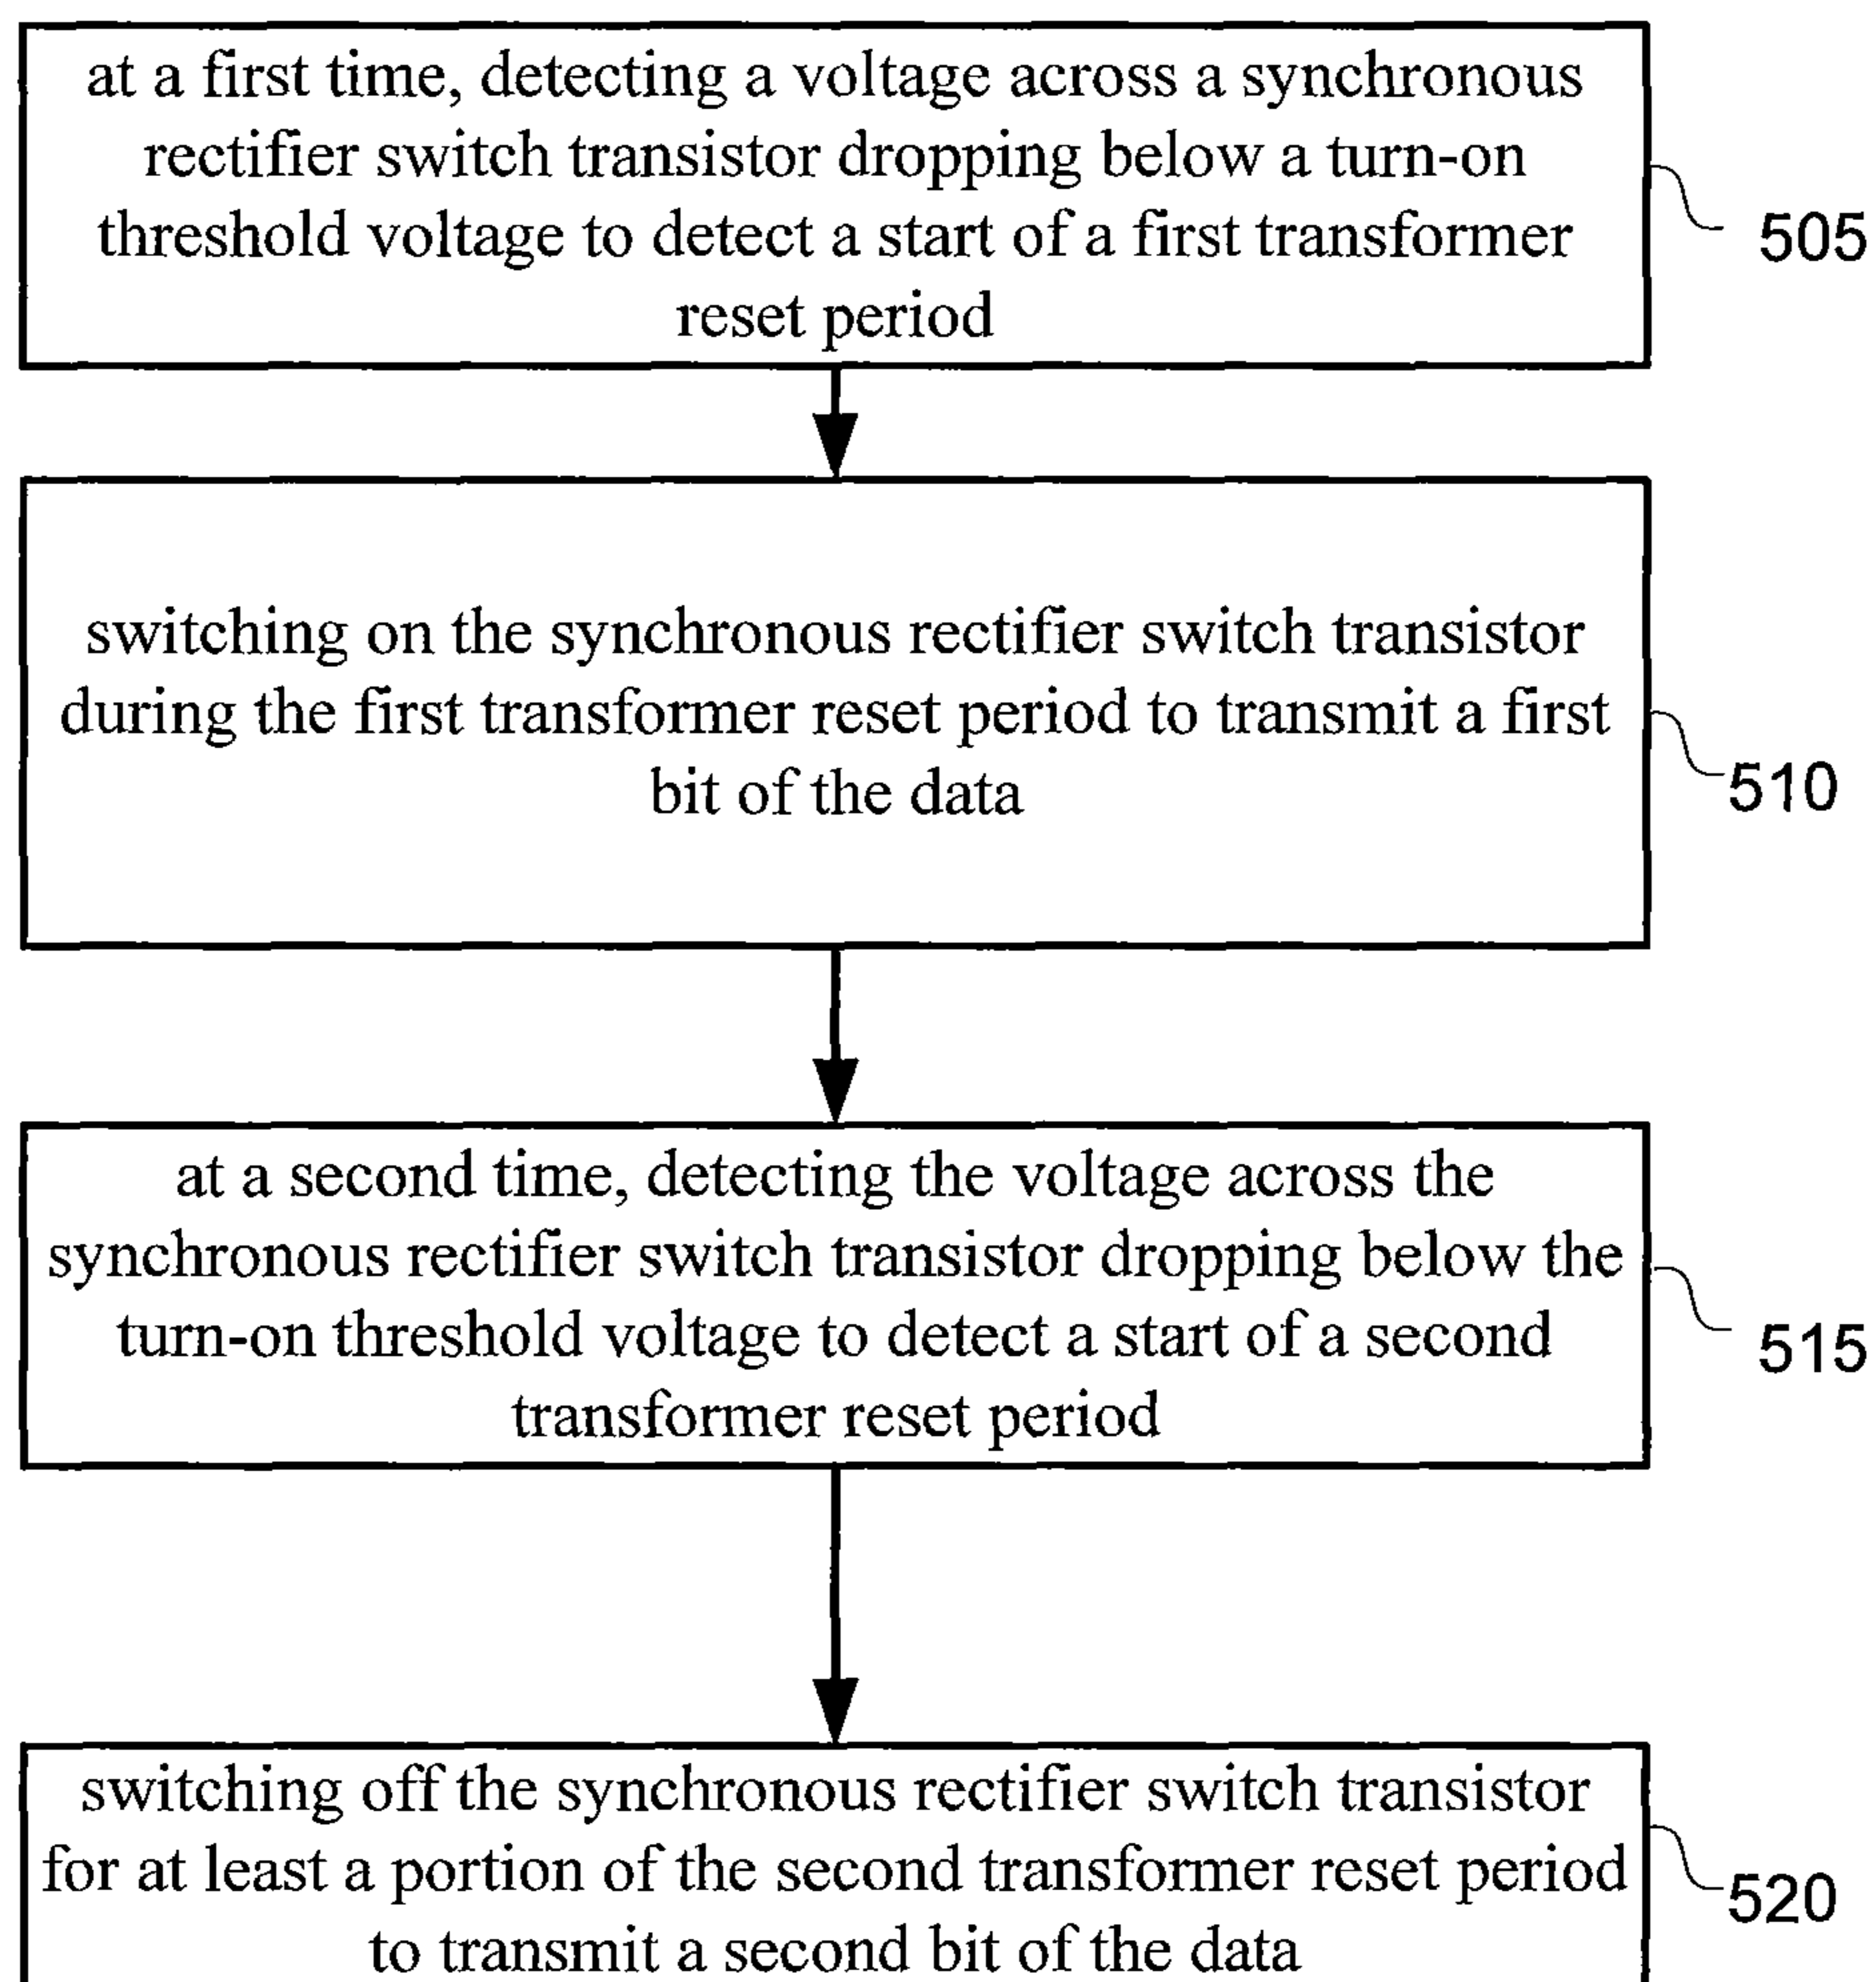 at a first time, detecting a voltage across a synchronous
rectifier switch transistor dropping below a turn-on
threshold voltage to detect a start of a first transformer
reset period
505
switching on the synchronous rectifier switch transistor
during the first transformer reset period to transmit a first
bit of the data
510
at a second time, detecting the voltage across the
synchronous rectifier switch transistor dropping below the
turn-on threshold voltage to detect a start of a second
transformer reset period
515
switching off the synchronous rectifier switch transistor
for at least a portion of the second transformer reset period
to transmit a second bit of the data
520